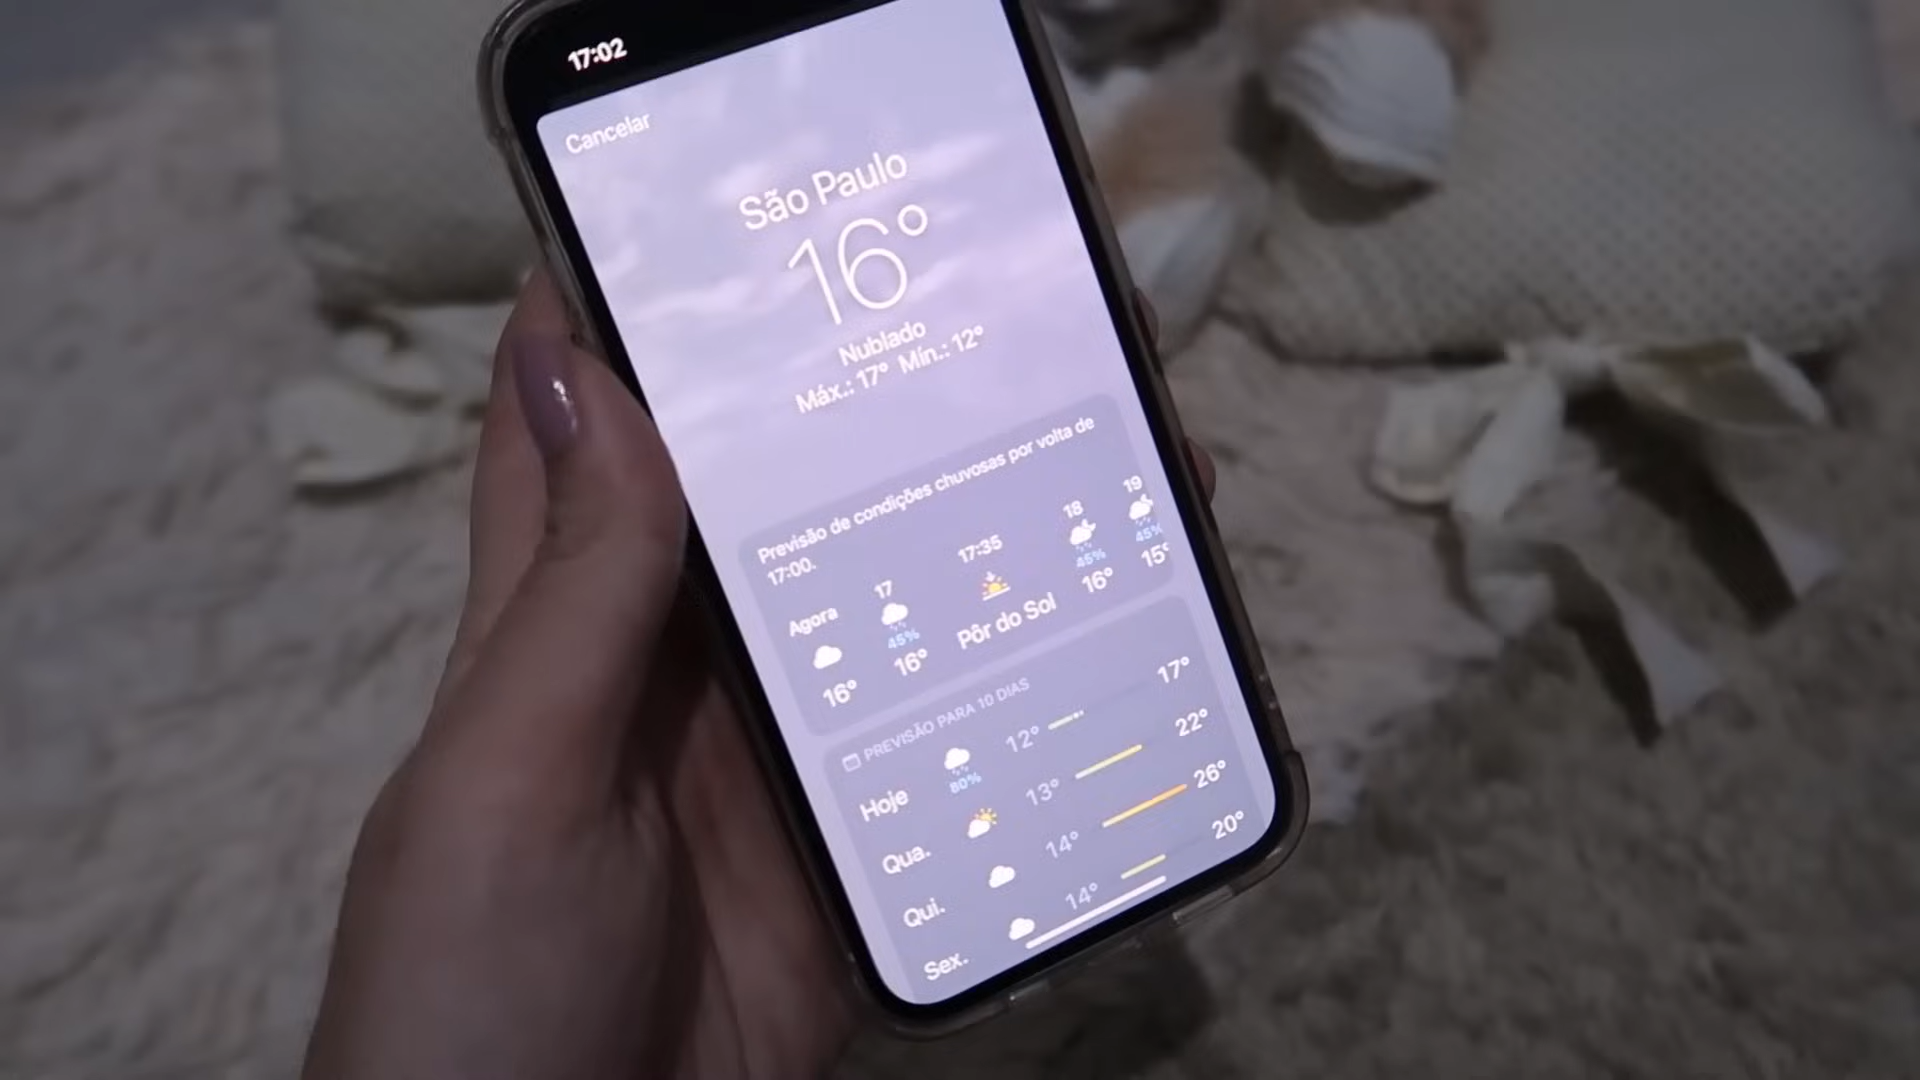 17:02
Cancelar
São Paulo
16°
Nublado
Máx.: 17° Mín.: 12°
Previsão de condições chuvosas por volta de
17:00.
Agora 17 17:35 18 19
45% 45% 45%
16° 16° Pôr do Sol 16° 15°
PREVISÃO PARA 10 DIAS
Hoje 80% 12° 17°
Qua. 13° 22°
Qui. 14° 26°
Sex. 14° 20°